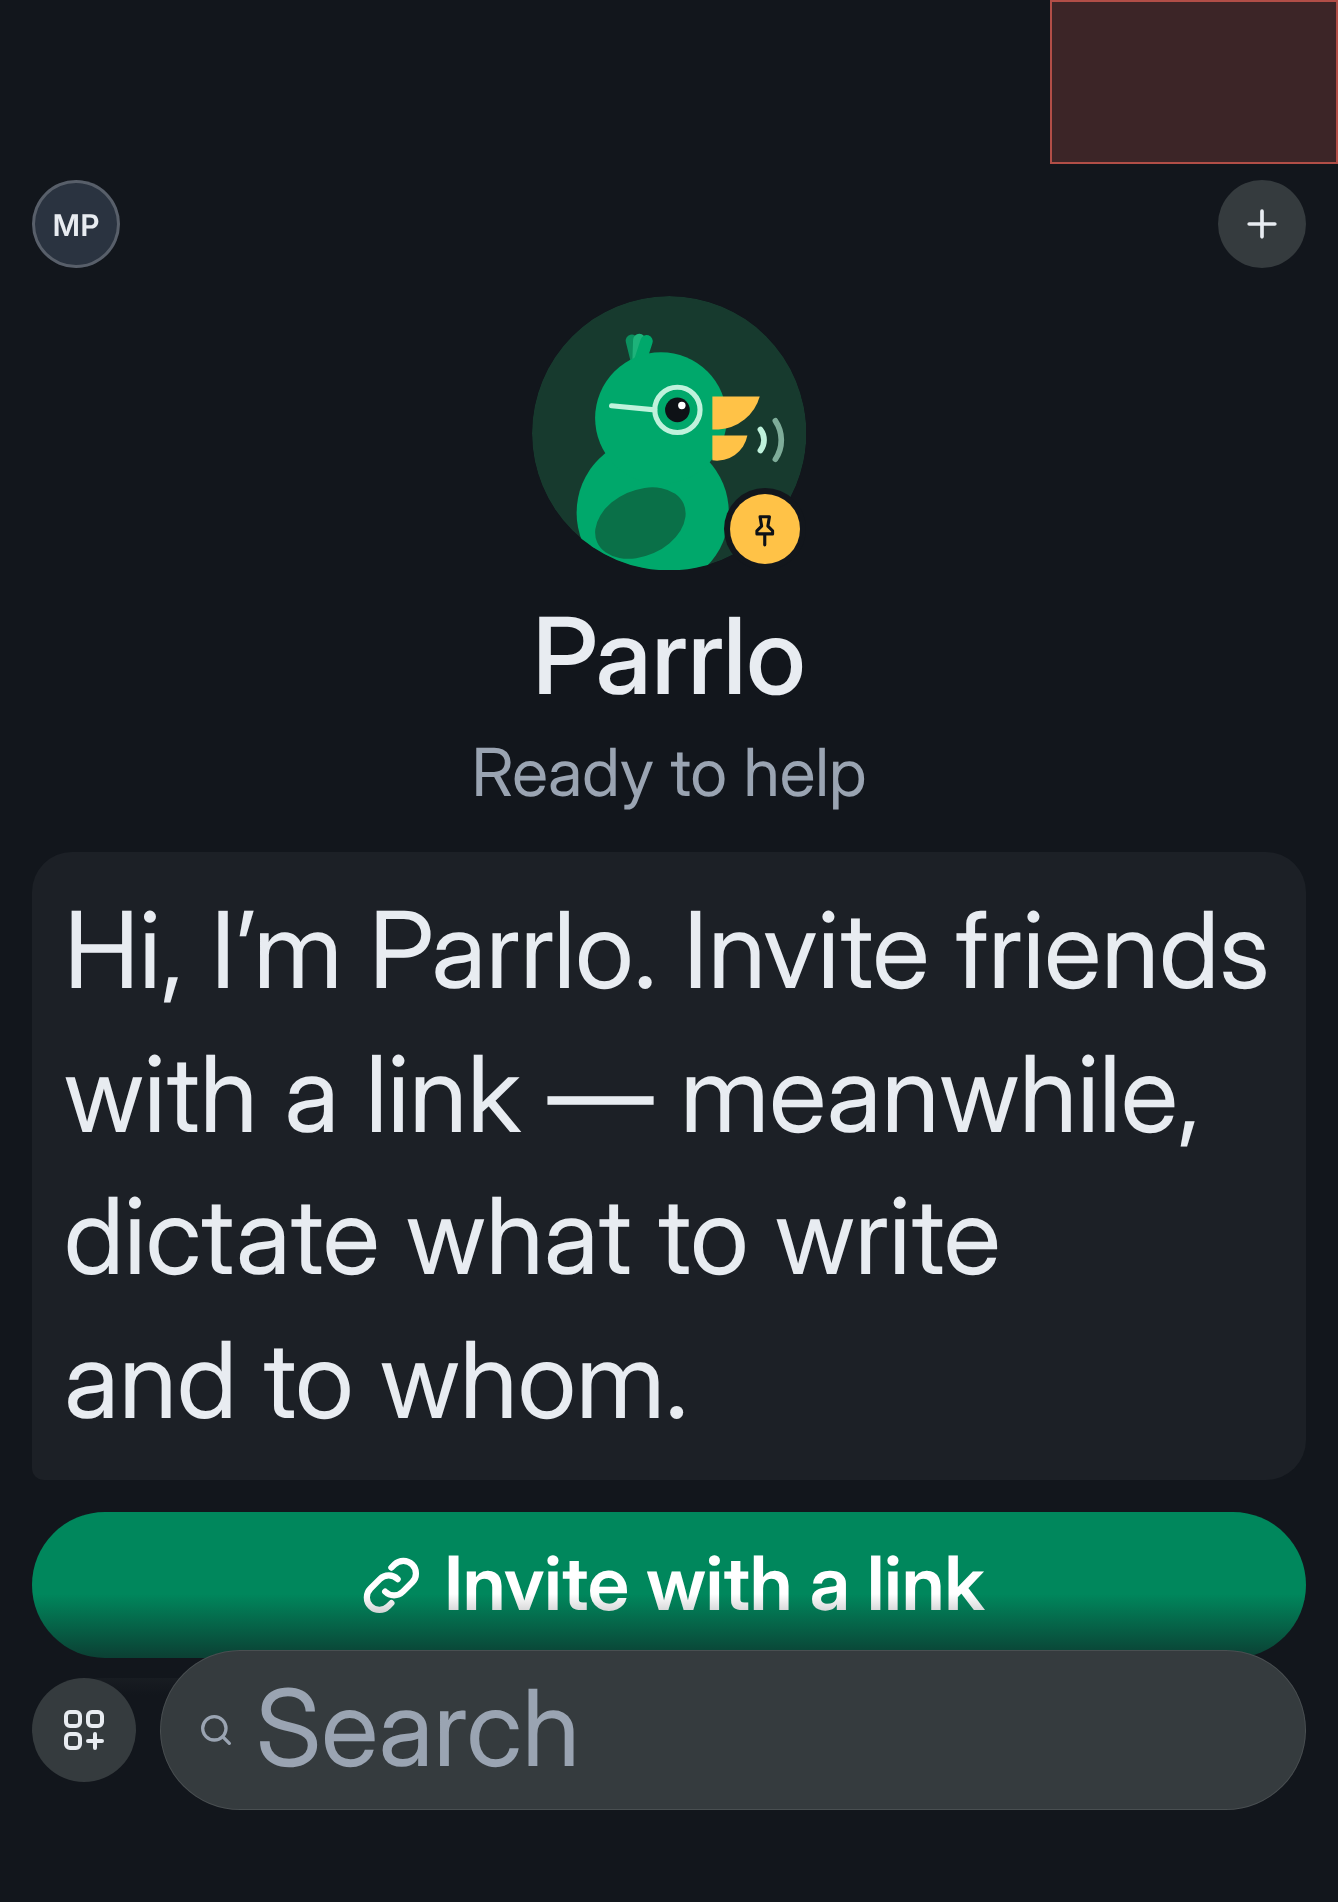 MP
Parrlo
Ready to help
Hi, I’m Parrlo. Invite friends
with a link — meanwhile,
dictate what to write
and to whom.
Invite with a link
Search